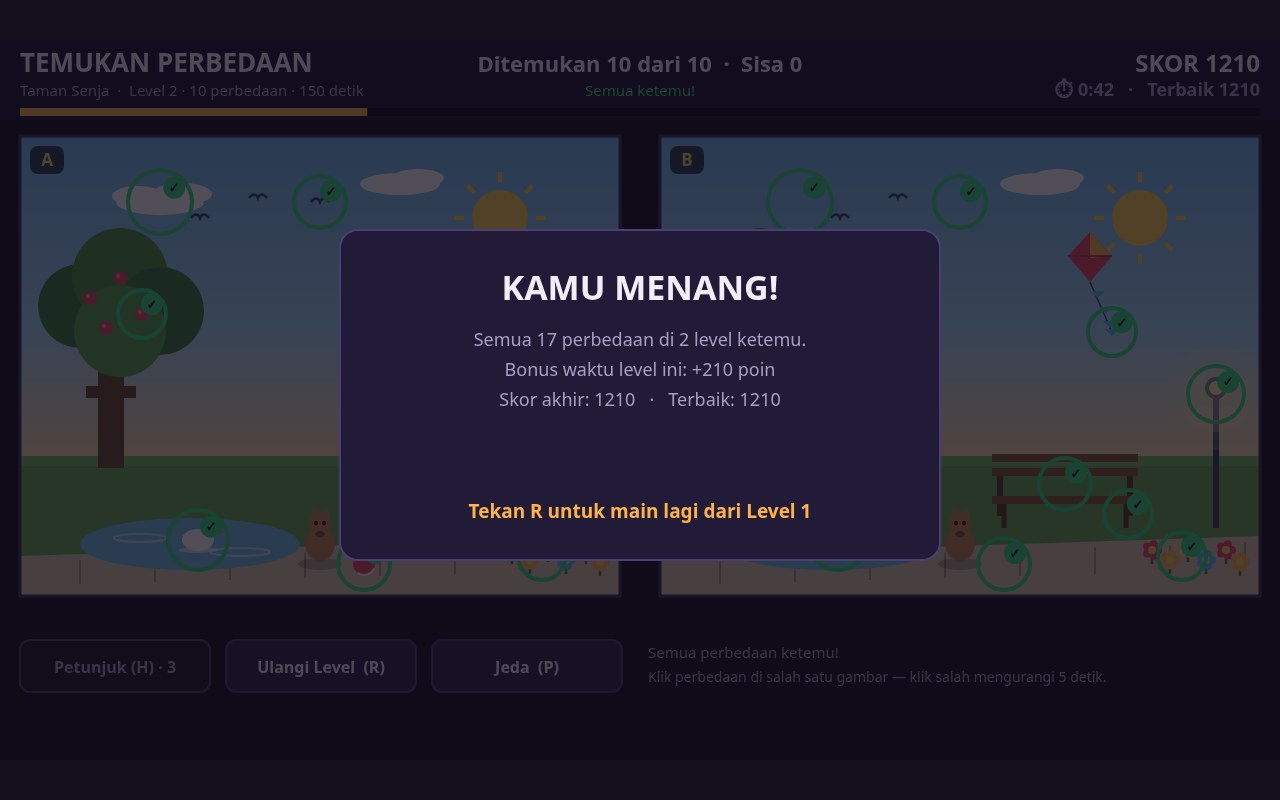 TEMUKAN PERBEDAAN
Taman Senja · Level 2 · 10 perbedaan · 150 detik
Ditemukan 10 dari 10 · Sisa 0
Semua ketemu!
SKOR 1210
⏱ 0:42 · Terbaik 1210
A
B
KAMU MENANG!
Semua 17 perbedaan di 2 level ketemu.
Bonus waktu level ini: +210 poin
Skor akhir: 1210 · Terbaik: 1210
Tekan R untuk main lagi dari Level 1
Petunjuk (H) · 3
Ulangi Level (R)
Jeda (P)
Semua perbedaan ketemu!
Klik perbedaan di salah satu gambar — klik salah mengurangi 5 detik.